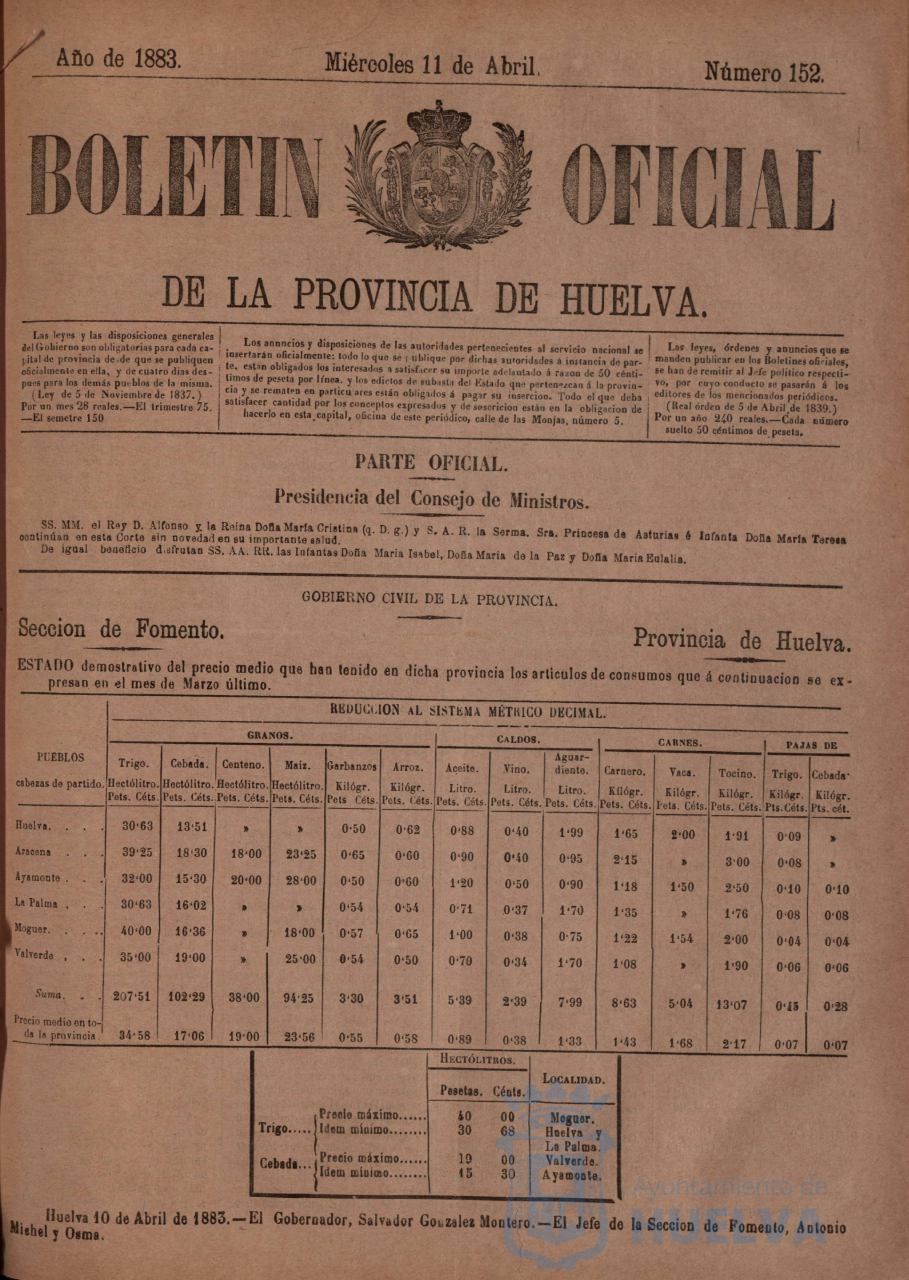 Año de 1883.
Miércoles 11 de Abril.
Número 152.
BOLETIN OFICIAL
DE LA PROVINCIA DE HUELVA.
Las leyes y las disposiciones generales
del Gobierno son obligatorias para cada ca-
pital de provincia de.de que se publiquen
oficialmente en ella, y de cuatro dias des-
pues para los demás pueblos de la misma.
(Ley de 5 de Noviembre de 1837.)
Por un mes 28 reales.—El trimestre 75.
—El semetre 150
Los anuncios y disposiciones de las autoridades pertenecientes al servicio nacional se
insertarán oficialmente: todo lo que se publique por dichas autoridades á instancia de par-
te, están obligados los interesados a satisfacer su importe adelantado á razon de 50 cénti-
timos de peseta por línea. y los edictos de subasta del Estado que pertenezcan á la provin-
cia y se rematen en particulares están obligados á pagar su insercion. Todo el que deba
satisfacer cantidad por los conceptos expresados y de suscricion están en la obligacion de
hacerlo en esta capital, oficina de este periódico, calle de las Monjas, número 5.
Las leyes, órdenes y anuncios que se
manden publicar en los Boletines oficiales,
se han de remitir al Jefe político respecti-
vo, por cuyo conducto se pasarán á los
editores de los mencionados periódicos.
(Real órden de 5 de Abril de 1839.)
Por un año 240 reales.—Cada número
suelto 50 céntimos de peseta.
PARTE OFICIAL.
Presidencia del Consejo de Ministros.
SS. MM. el Rey D. Alfonso y la Reina Doña María Cristina (q. D. g.) y S. A. R. la Serma. Sra. Princesa de Asturias é Infanta Doña María Teresa
continúan en esta Corte sin novedad en su importante salud.
De igual beneficio disfrutan SS. AA. RR. las Infantas Doña Maria Isabel, Doña Maria de la Paz y Doña Maria Eulalia.
GOBIERNO CIVIL DE LA PROVINCIA.
Seccion de Fomento.
Provincia de Huelva.
ESTADO demostrativo del precio medio que han tenido en dicha provincia los articulos de consumos que á continuacion se ex-
presan en el mes de Marzo último.
REDUCCION AL SISTEMA MÉTRICO DECIMAL.
PUEBLOS cabezas de partido.
GRANOS. CALDOS. CARNES. PAJAS DE
Trigo. Cebada. Centeno. Maiz. Garbanzos Arroz. Aceite. Vino. Aguar-diente. Carnero. Vaca. Tocino. Trigo. Cebada
Hectólitro. Hectólitro. Hectólitro. Hectólitro. Kilógr. Kilógr. Litro. Litro. Litro. Kilógr. Kilógr. Kilógr. Kilógr. Kilógr.
Pets. Céts. Pets. Céts. Pets. Céts. Pets. Céts. Pets Céts. Pets. Céts. Pets. Céts. Pets. Céts. Pets. Céts. Pets. Céts. Pets. Céts. Pets. Céts. Pts.Céts. Pts. cét.
Huelva. . . . 30·63 13·51 » » 0·50 0·62 0·88 0·40 1·99 1·65 2·00 1·91 0·09 »
Aracena . . . 39·25 18·30 18·00 23·25 0·65 0·60 0·90 0·40 0·95 2·15 » 3·00 0·08 »
Ayamonte . . . 32·00 15·30 20·00 28·00 0·50 0·60 1·20 0·50 0·90 1·18 1·50 2·50 0·10 0·10
La Palma . . . 30·63 16·02 » » 0·54 0·54 0·71 0·37 1·70 1·35 » 1·76 0·08 0·08
Moguer. . . . 40·00 16·36 » 18·00 0·57 0·65 1·00 0·38 0·75 1·22 1·54 2·00 0·04 0·04
Valverde . . . 35·00 19·00 » 25·00 0·54 0·50 0·70 0·34 1·70 1·08 » 1·90 0·06 0·06
Suma. . . 207·51 102·29 38·00 94·25 3·30 3·51 5·39 2·39 7·99 8·63 5·04 13·07 0·45 0·28
Precio medio en to-
da la provincia. 34·58 17·06 19·00 23·56 0·55 0·58 0·89 0·38 1·33 1·43 1·68 2·17 0·07 0·07
HECTÓLITROS.
Pesetas. Cénts.
LOCALIDAD.
Trigo..... Precio máximo...... 40 00 Moguer.
Idem mínimo........ 30 68 Huelva y
La Palma.
Cebada... Precio máximo...... 19 00 Valverde.
Idem mínimo........ 15 30 Ayamonte.
Huelva 10 de Abril de 1883.—El Gobernador, Salvador Gonzalez Montero.—El Jefe de la Seccion de Fomento, Antonio
Mishel y Osma.
Ayuntamiento de
HUELVA